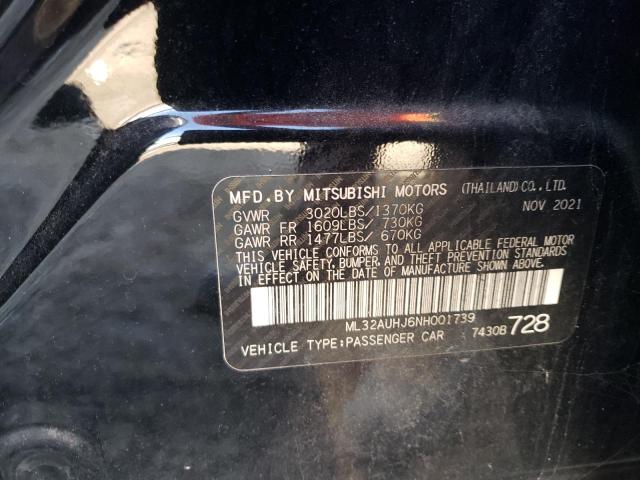 MFD. BY MITSUBISHI MOTORS (THAILAND) CO., LTD.
NOV 2021
GVWR 3020LBS/1370KG
GAWR FR 1609LBS/ 730KG
GAWR RR 1477LBS/ 670KG
THIS VEHICLE CONFORMS TO ALL APPLICABLE FEDERAL MOTOR
VEHICLE SAFETY, BUMPER, AND THEFT PREVENTION STANDARDS
IN EFFECT ON THE DATE OF MANUFACTURE SHOWN ABOVE.
ML32AUHJ6NH001739
VEHICLE TYPE:PASSENGER CAR 7430B 728